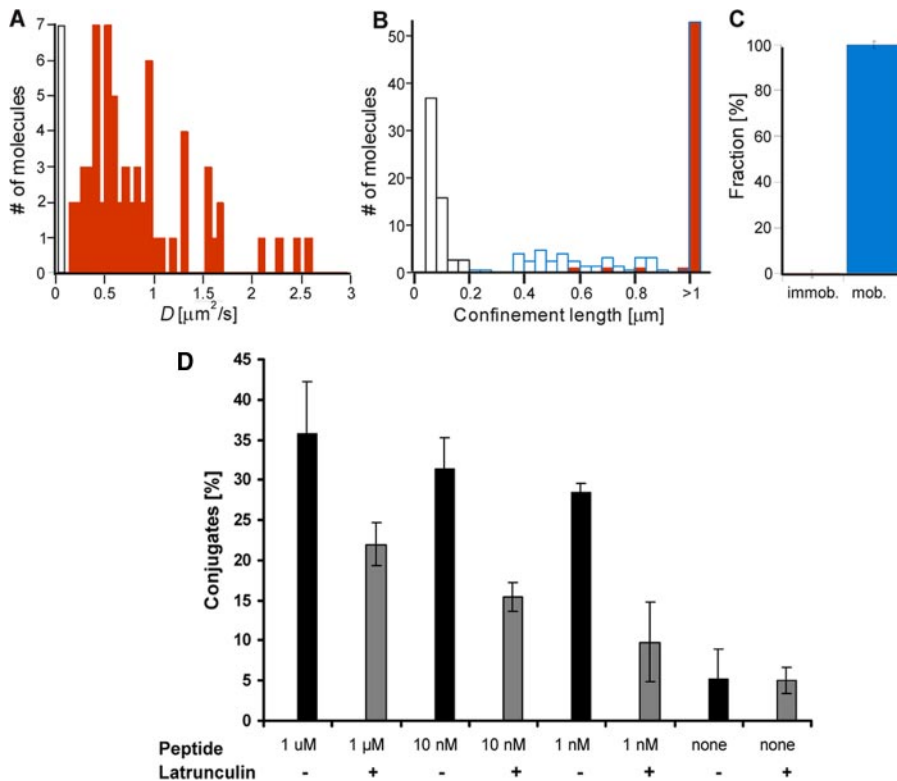 A
# of molecules
7
6
5
4
3
2
1
0
0 0.5 1 1.5 2 2.5 3
D [μm²/s]
B
# of molecules
50
40
30
20
10
0
0 0.2 0.4 0.6 0.8 >1
Confinement length [μm]
C
Fraction [%]
100
80
60
40
20
0
immob. mob.
D
Conjugates [%]
45
40
35
30
25
20
15
10
5
0
Peptide 1 uM 1 μM 10 nM 10 nM 1 nM 1 nM none none
Latrunculin - + - + - + - +